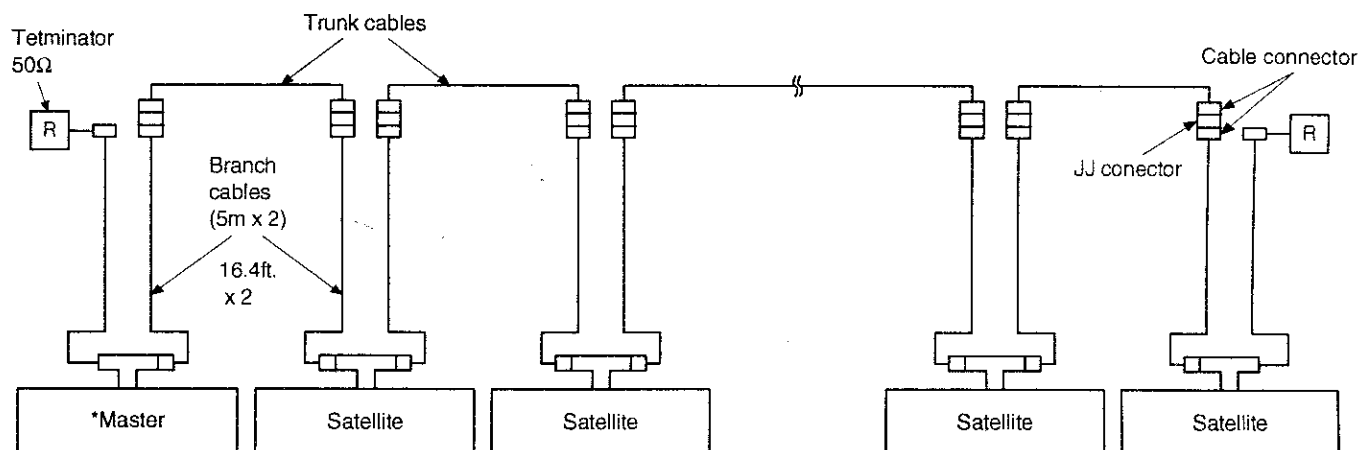 Trunk cables
Tetminator
50Ω
Cable connector
R
R
JJ conector
Branch
cables
(5m x 2)
16.4ft.
x 2
*Master
Satellite
Satellite
Satellite
Satellite